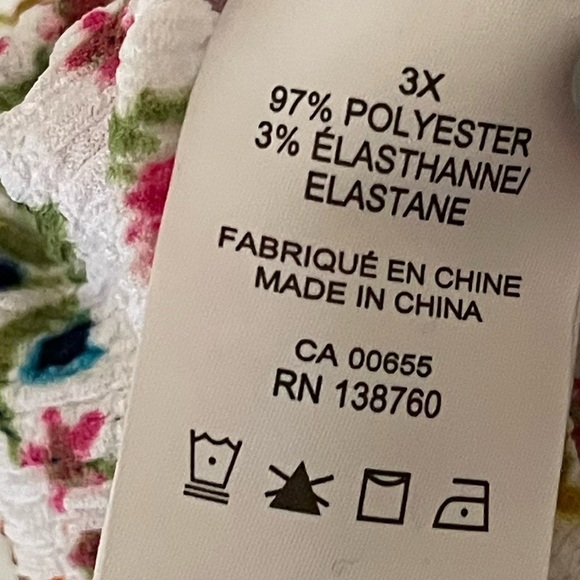 3X
97% POLYESTER
3% ÉLASTHANNE/
ELASTANE
FABRIQUÉ EN CHINE
MADE IN CHINA
CA 00655
RN 138760